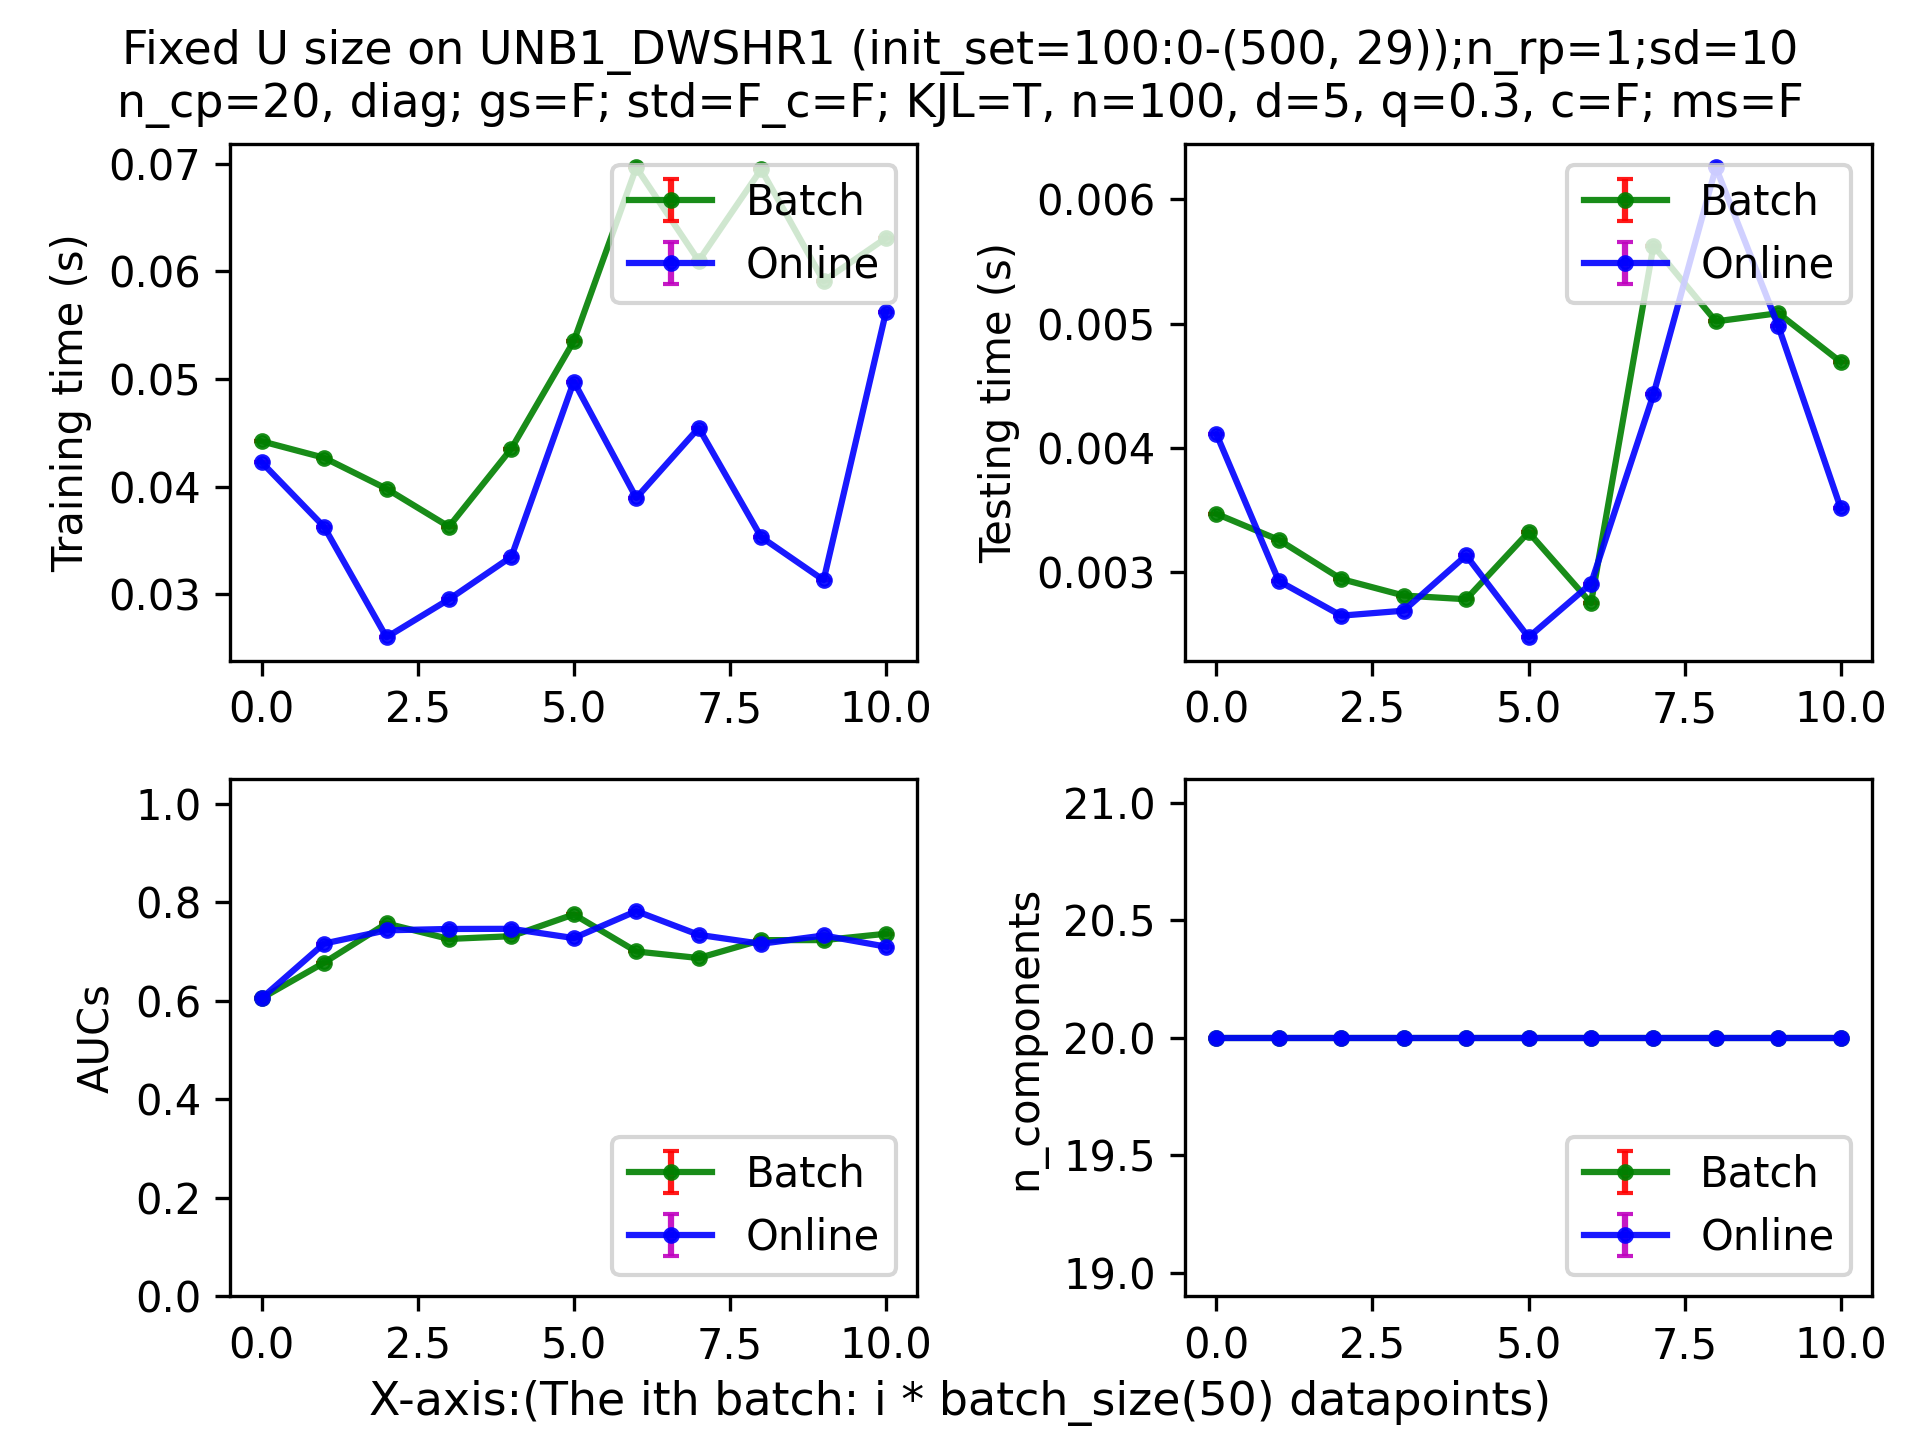 Fixed U size on UNB1_DWSHR1 (init_set=100:0-(500, 29));n_rp=1;sd=10
n_cp=20, diag; gs=F; std=F_c=F; KJL=T, n=100, d=5, q=0.3, c=F; ms=F
Training time (s)
0.07
0.06
0.05
0.04
0.03
0.0 2.5 5.0 7.5 10.0
Batch
Online
Testing time (s)
0.006
0.005
0.004
0.003
0.0 2.5 5.0 7.5 10.0
Batch
Online
AUCs
1.0
0.8
0.6
0.4
0.2
0.0
0.0 2.5 5.0 7.5 10.0
Batch
Online
n_components
21.0
20.5
20.0
19.5
19.0
0.0 2.5 5.0 7.5 10.0
Batch
Online
X-axis:(The ith batch: i * batch_size(50) datapoints)